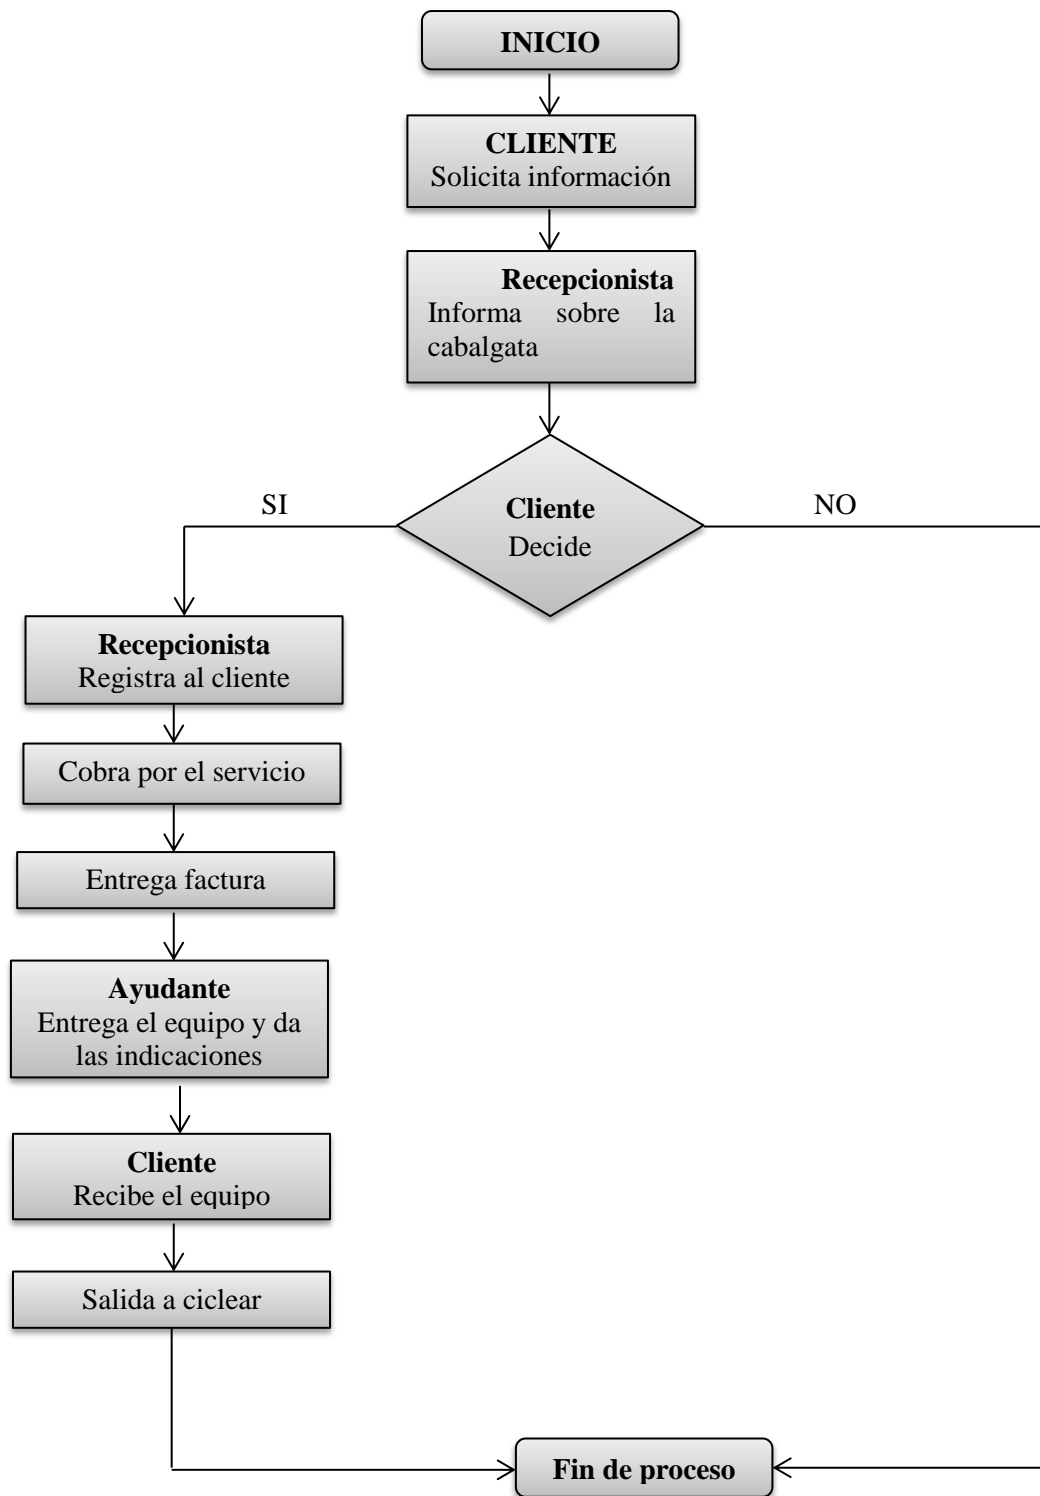 INICIO
CLIENTE
Solicita información
Recepcionista
Informa sobre la
cabalgata
SI
Cliente
Decide
NO
Recepcionista
Registra al cliente
Cobra por el servicio
Entrega factura
Ayudante
Entrega el equipo y da
las indicaciones
Cliente
Recibe el equipo
Salida a ciclear
Fin de proceso